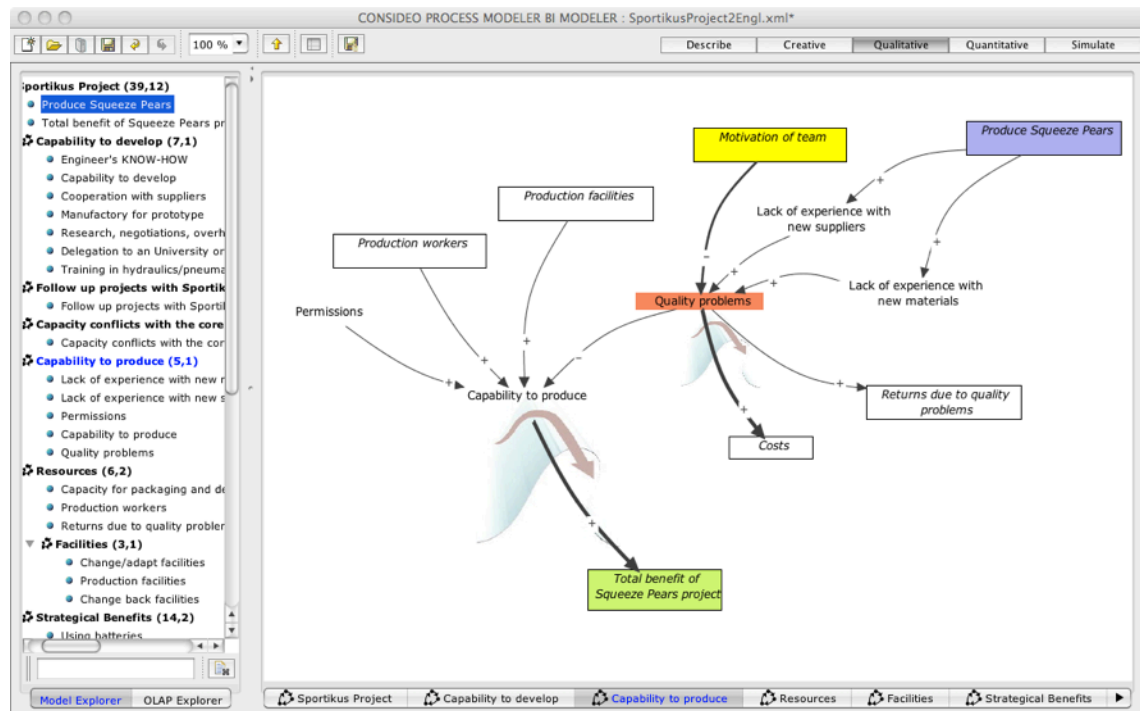 CONSIDEO PROCESS MODELER BI MODELER : SportikusProject2Engl.xml*
100 %
Describe
Creative
Qualitative
Quantitative
Simulate
portikus Project (39,12)
Produce Squeeze Pears
Total benefit of Squeeze Pears pr
Capability to develop (7,1)
Engineer's KNOW-HOW
Capability to develop
Cooperation with suppliers
Manufactory for prototype
Research, negotiations, overh
Delegation to an University or
Training in hydraulics/pneuma
Follow up projects with Sportik
Follow up projects with Sportil
Capacity conflicts with the core
Capacity conflicts with the cor
Capability to produce (5,1)
Lack of experience with new r
Lack of experience with new s
Permissions
Capability to produce
Quality problems
Resources (6,2)
Capacity for packaging and de
Production workers
Returns due to quality probler
Facilities (3,1)
Change/adapt facilities
Production facilities
Change back facilities
Strategical Benefits (14,2)
Using batteries
Model Explorer
OLAP Explorer
Motivation of team
Produce Squeeze Pears
Production facilities
Lack of experience with
new suppliers
Production workers
Lack of experience with
new materials
Quality problems
Permissions
Capability to produce
Returns due to quality
problems
Costs
Total benefit of
Squeeze Pears project
+
+
–
+
+
+
+
+
–
+
+
+
Sportikus Project
Capability to develop
Capability to produce
Resources
Facilities
Strategical Benefits